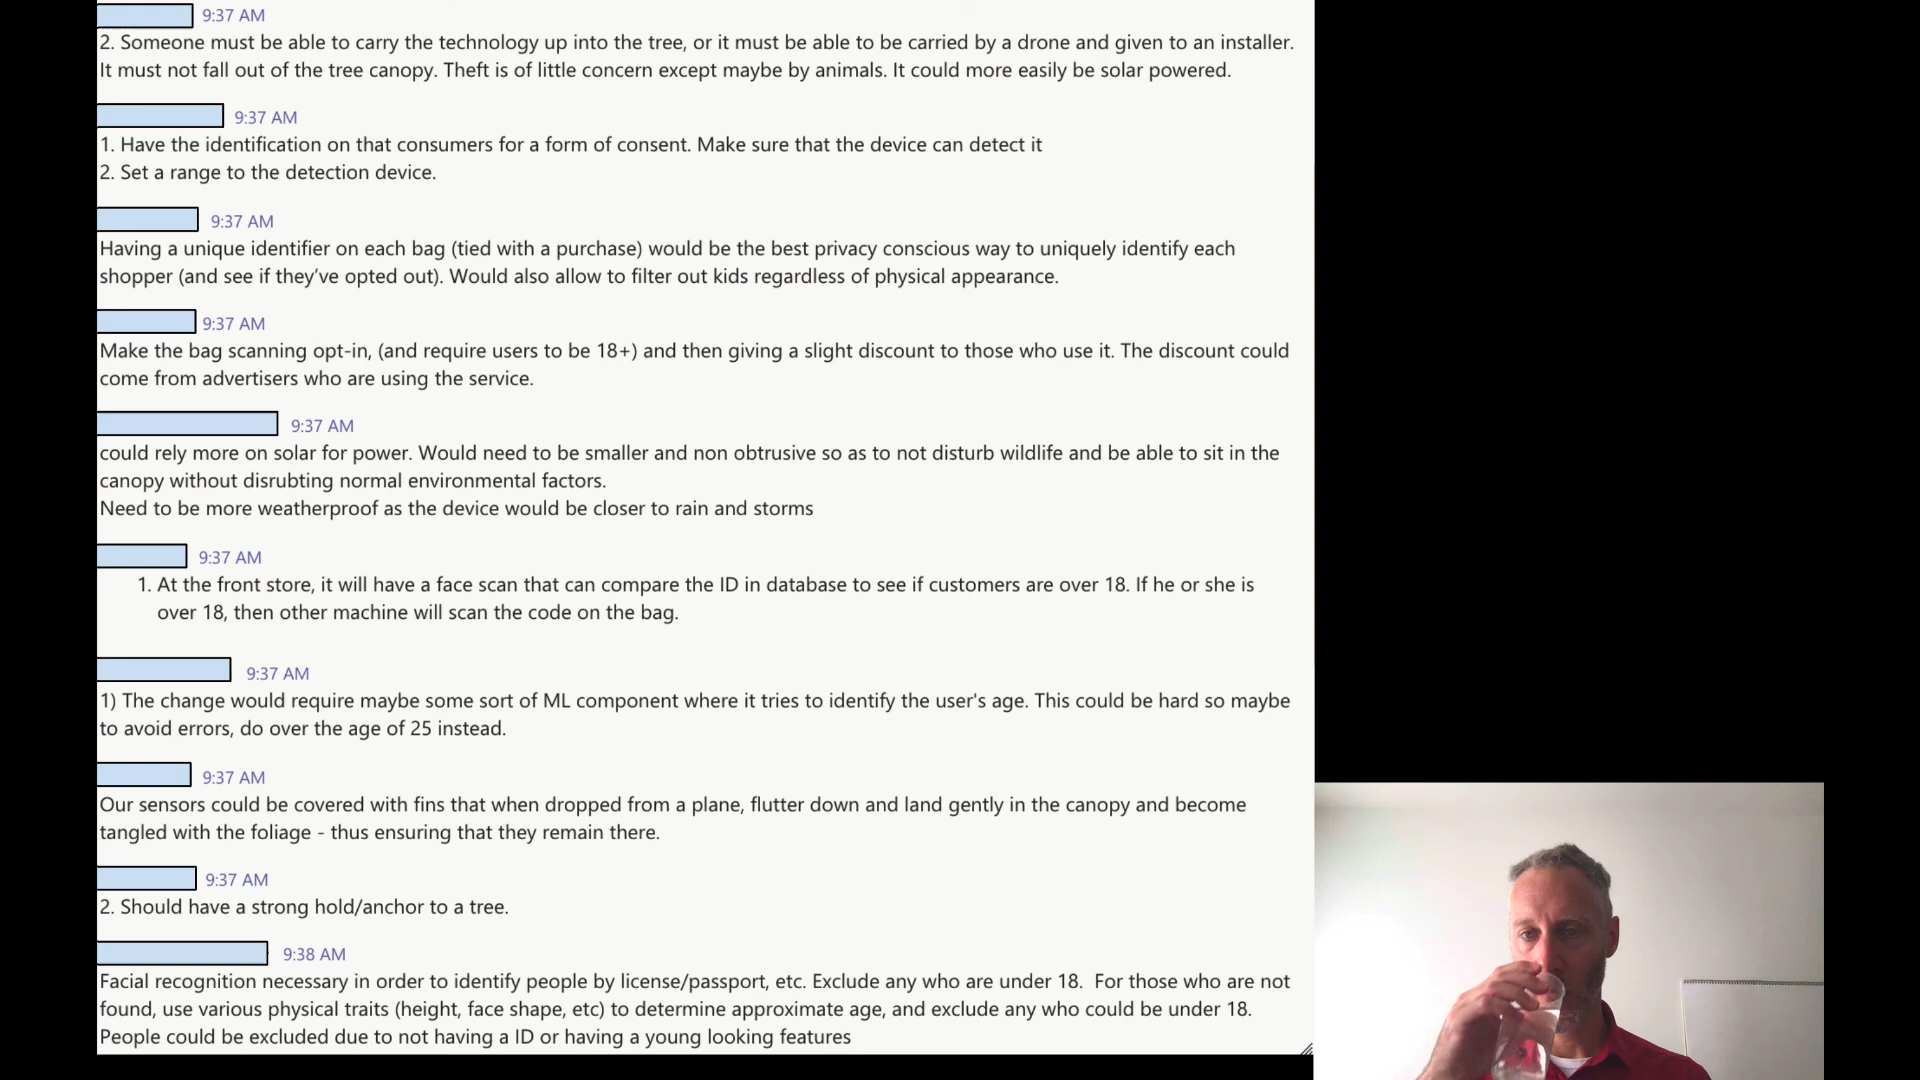 9:37 AM
2. Someone must be able to carry the technology up into the tree, or it must be able to be carried by a drone and given to an installer.
It must not fall out of the tree canopy. Theft is of little concern except maybe by animals. It could more easily be solar powered.
9:37 AM
1. Have the identification on that consumers for a form of consent. Make sure that the device can detect it
2. Set a range to the detection device.
9:37 AM
Having a unique identifier on each bag (tied with a purchase) would be the best privacy conscious way to uniquely identify each
shopper (and see if they've opted out). Would also allow to filter out kids regardless of physical appearance.
9:37 AM
Make the bag scanning opt-in, (and require users to be 18+) and then giving a slight discount to those who use it. The discount could
come from advertisers who are using the service.
9:37 AM
could rely more on solar for power. Would need to be smaller and non obtrusive so as to not disturb wildlife and be able to sit in the
canopy without disrubting normal environmental factors.
Need to be more weatherproof as the device would be closer to rain and storms
9:37 AM
1. At the front store, it will have a face scan that can compare the ID in database to see if customers are over 18. If he or she is
over 18, then other machine will scan the code on the bag.
9:37 AM
1) The change would require maybe some sort of ML component where it tries to identify the user's age. This could be hard so maybe
to avoid errors, do over the age of 25 instead.
9:37 AM
Our sensors could be covered with fins that when dropped from a plane, flutter down and land gently in the canopy and become
tangled with the foliage - thus ensuring that they remain there.
9:37 AM
2. Should have a strong hold/anchor to a tree.
9:38 AM
Facial recognition necessary in order to identify people by license/passport, etc. Exclude any who are under 18.  For those who are not
found, use various physical traits (height, face shape, etc) to determine approximate age, and exclude any who could be under 18.
People could be excluded due to not having a ID or having a young looking features